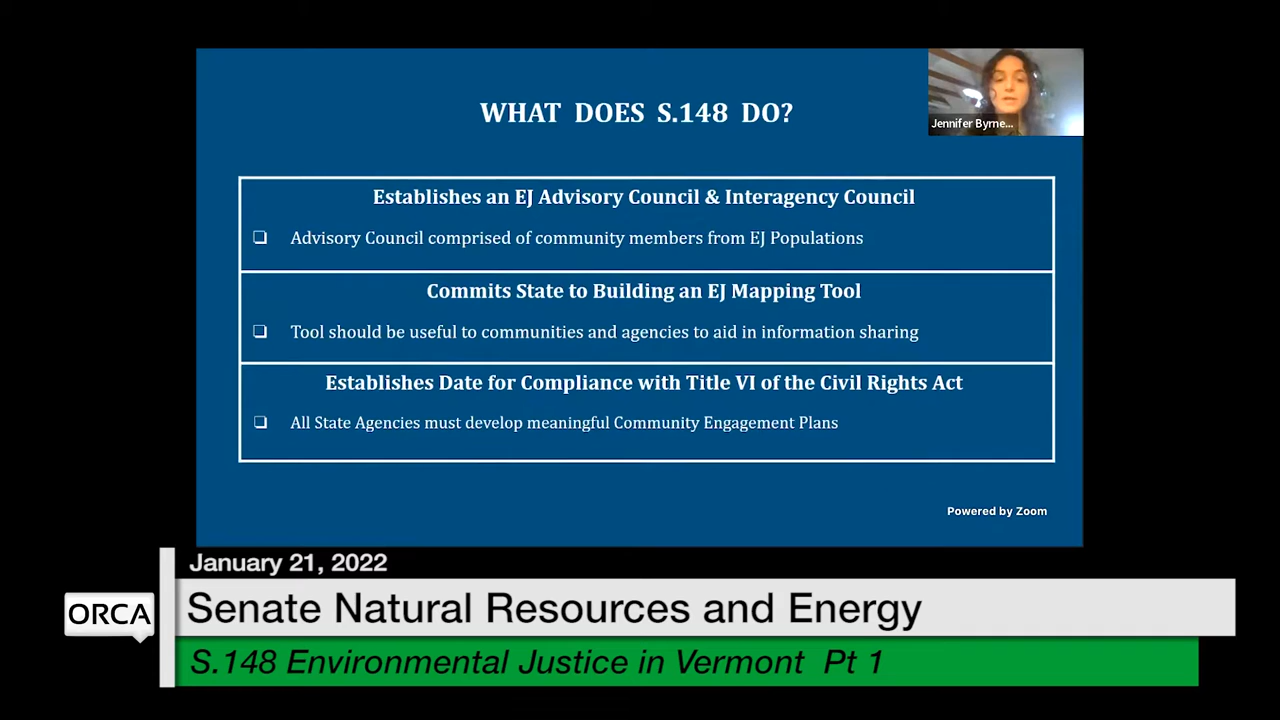 WHAT DOES S.148 DO?
Jennifer Byrne...
Establishes an EJ Advisory Council & Interagency Council
❏ Advisory Council comprised of community members from EJ Populations
Commits State to Building an EJ Mapping Tool
❏ Tool should be useful to communities and agencies to aid in information sharing
Establishes Date for Compliance with Title VI of the Civil Rights Act
❏ All State Agencies must develop meaningful Community Engagement Plans
Powered by Zoom
January 21, 2022
ORCA
Senate Natural Resources and Energy
S.148 Environmental Justice in Vermont Pt 1